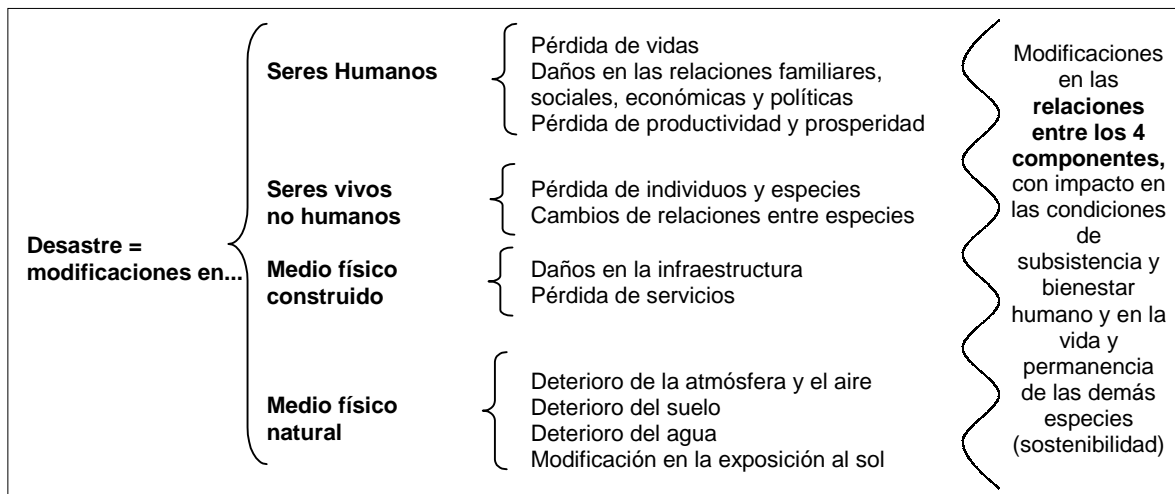 Desastre =
modificaciones en...
Seres Humanos
Pérdida de vidas
Daños en las relaciones familiares,
sociales, económicas y políticas
Pérdida de productividad y prosperidad
Seres vivos
no humanos
Pérdida de individuos y especies
Cambios de relaciones entre especies
Medio físico
construido
Daños en la infraestructura
Pérdida de servicios
Medio físico
natural
Deterioro de la atmósfera y el aire
Deterioro del suelo
Deterioro del agua
Modificación en la exposición al sol
Modificaciones
en las
relaciones
entre los 4
componentes,
con impacto en
las condiciones
de
subsistencia y
bienestar
humano y en la
vida y
permanencia
de las demás
especies
(sostenibilidad)